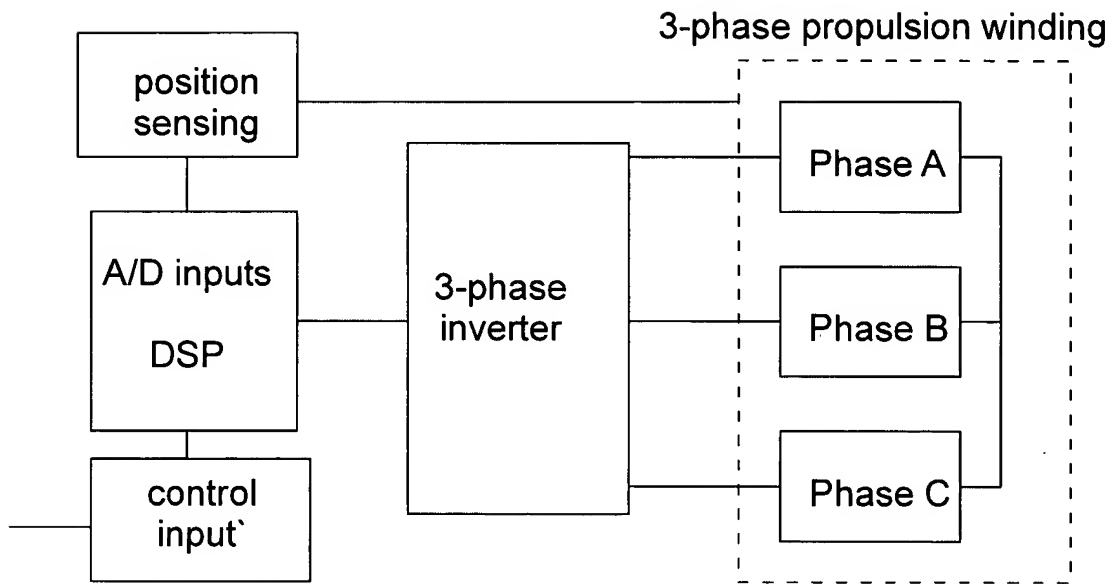 3-phase propulsion winding
position
sensing
A/D inputs
DSP
control
input`
3-phase
inverter
Phase A
Phase B
Phase C